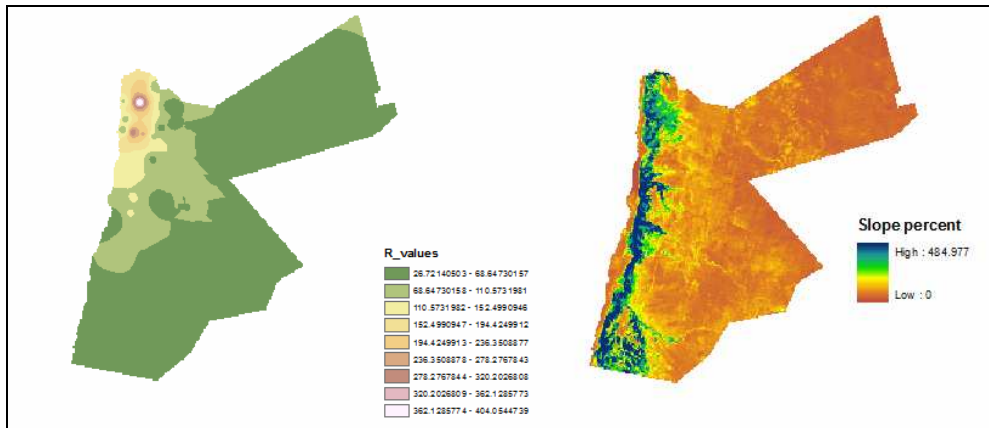 R_values
26.72140503 - 68.64730157
68.64730158 - 110.5731981
110.5731982 - 152.4990946
152.4990947 - 194.4249912
194.4249913 - 236.3508877
236.3508878 - 278.2767843
278.2767844 - 320.2026808
320.2026809 - 362.1285773
362.1285774 - 404.0544739
Slope percent
High : 484.977
Low : 0